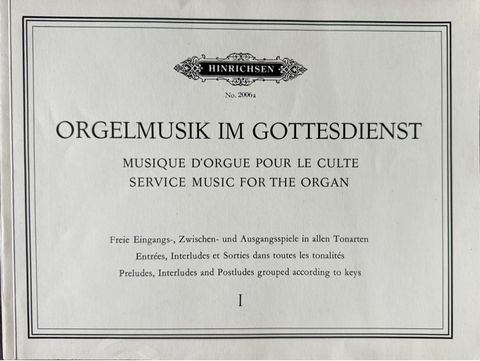 HINRICHSEN
No. 2006a
ORGELMUSIK IM GOTTESDIENST
MUSIQUE D'ORGUE POUR LE CULTE
SERVICE MUSIC FOR THE ORGAN
Freie Eingangs-, Zwischen- und Ausgangsspiele in allen Tonarten
Entrées, Interludes et Sorties dans toutes les tonalités
Preludes, Interludes and Postludes grouped according to keys
I